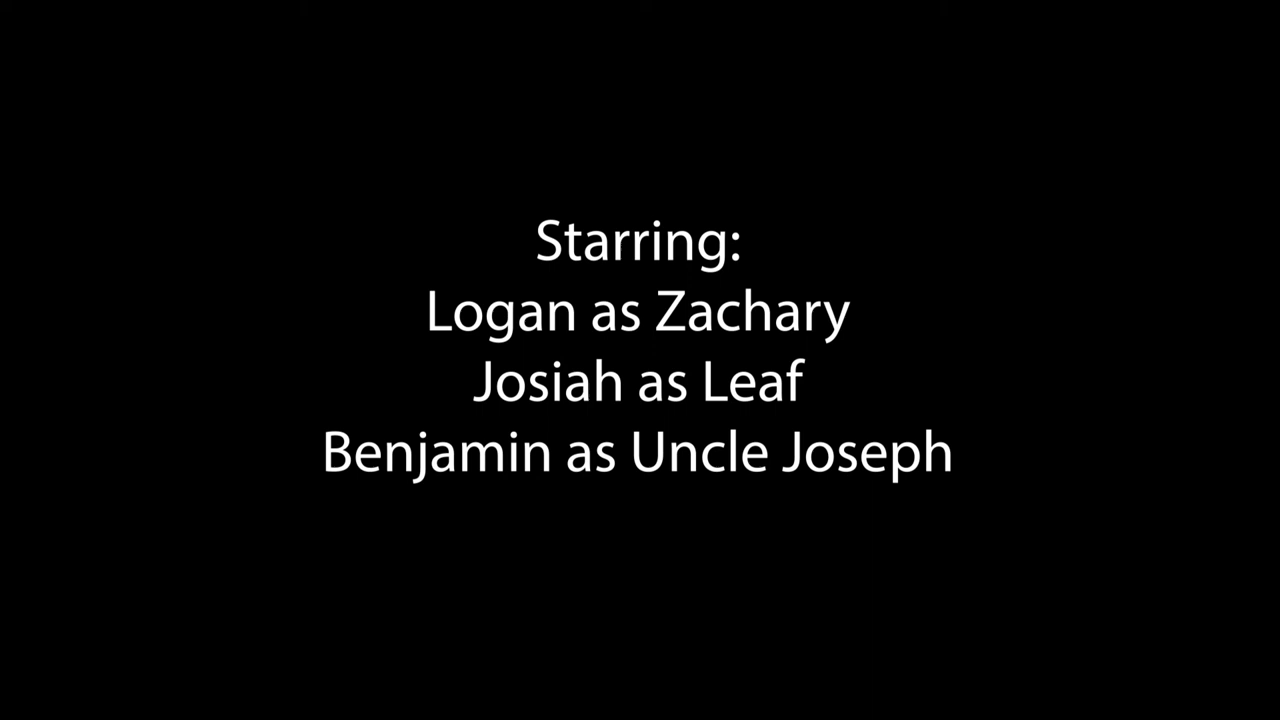 Starring:
Logan as Zachary
Josiah as Leaf
Benjamin as Uncle Joseph